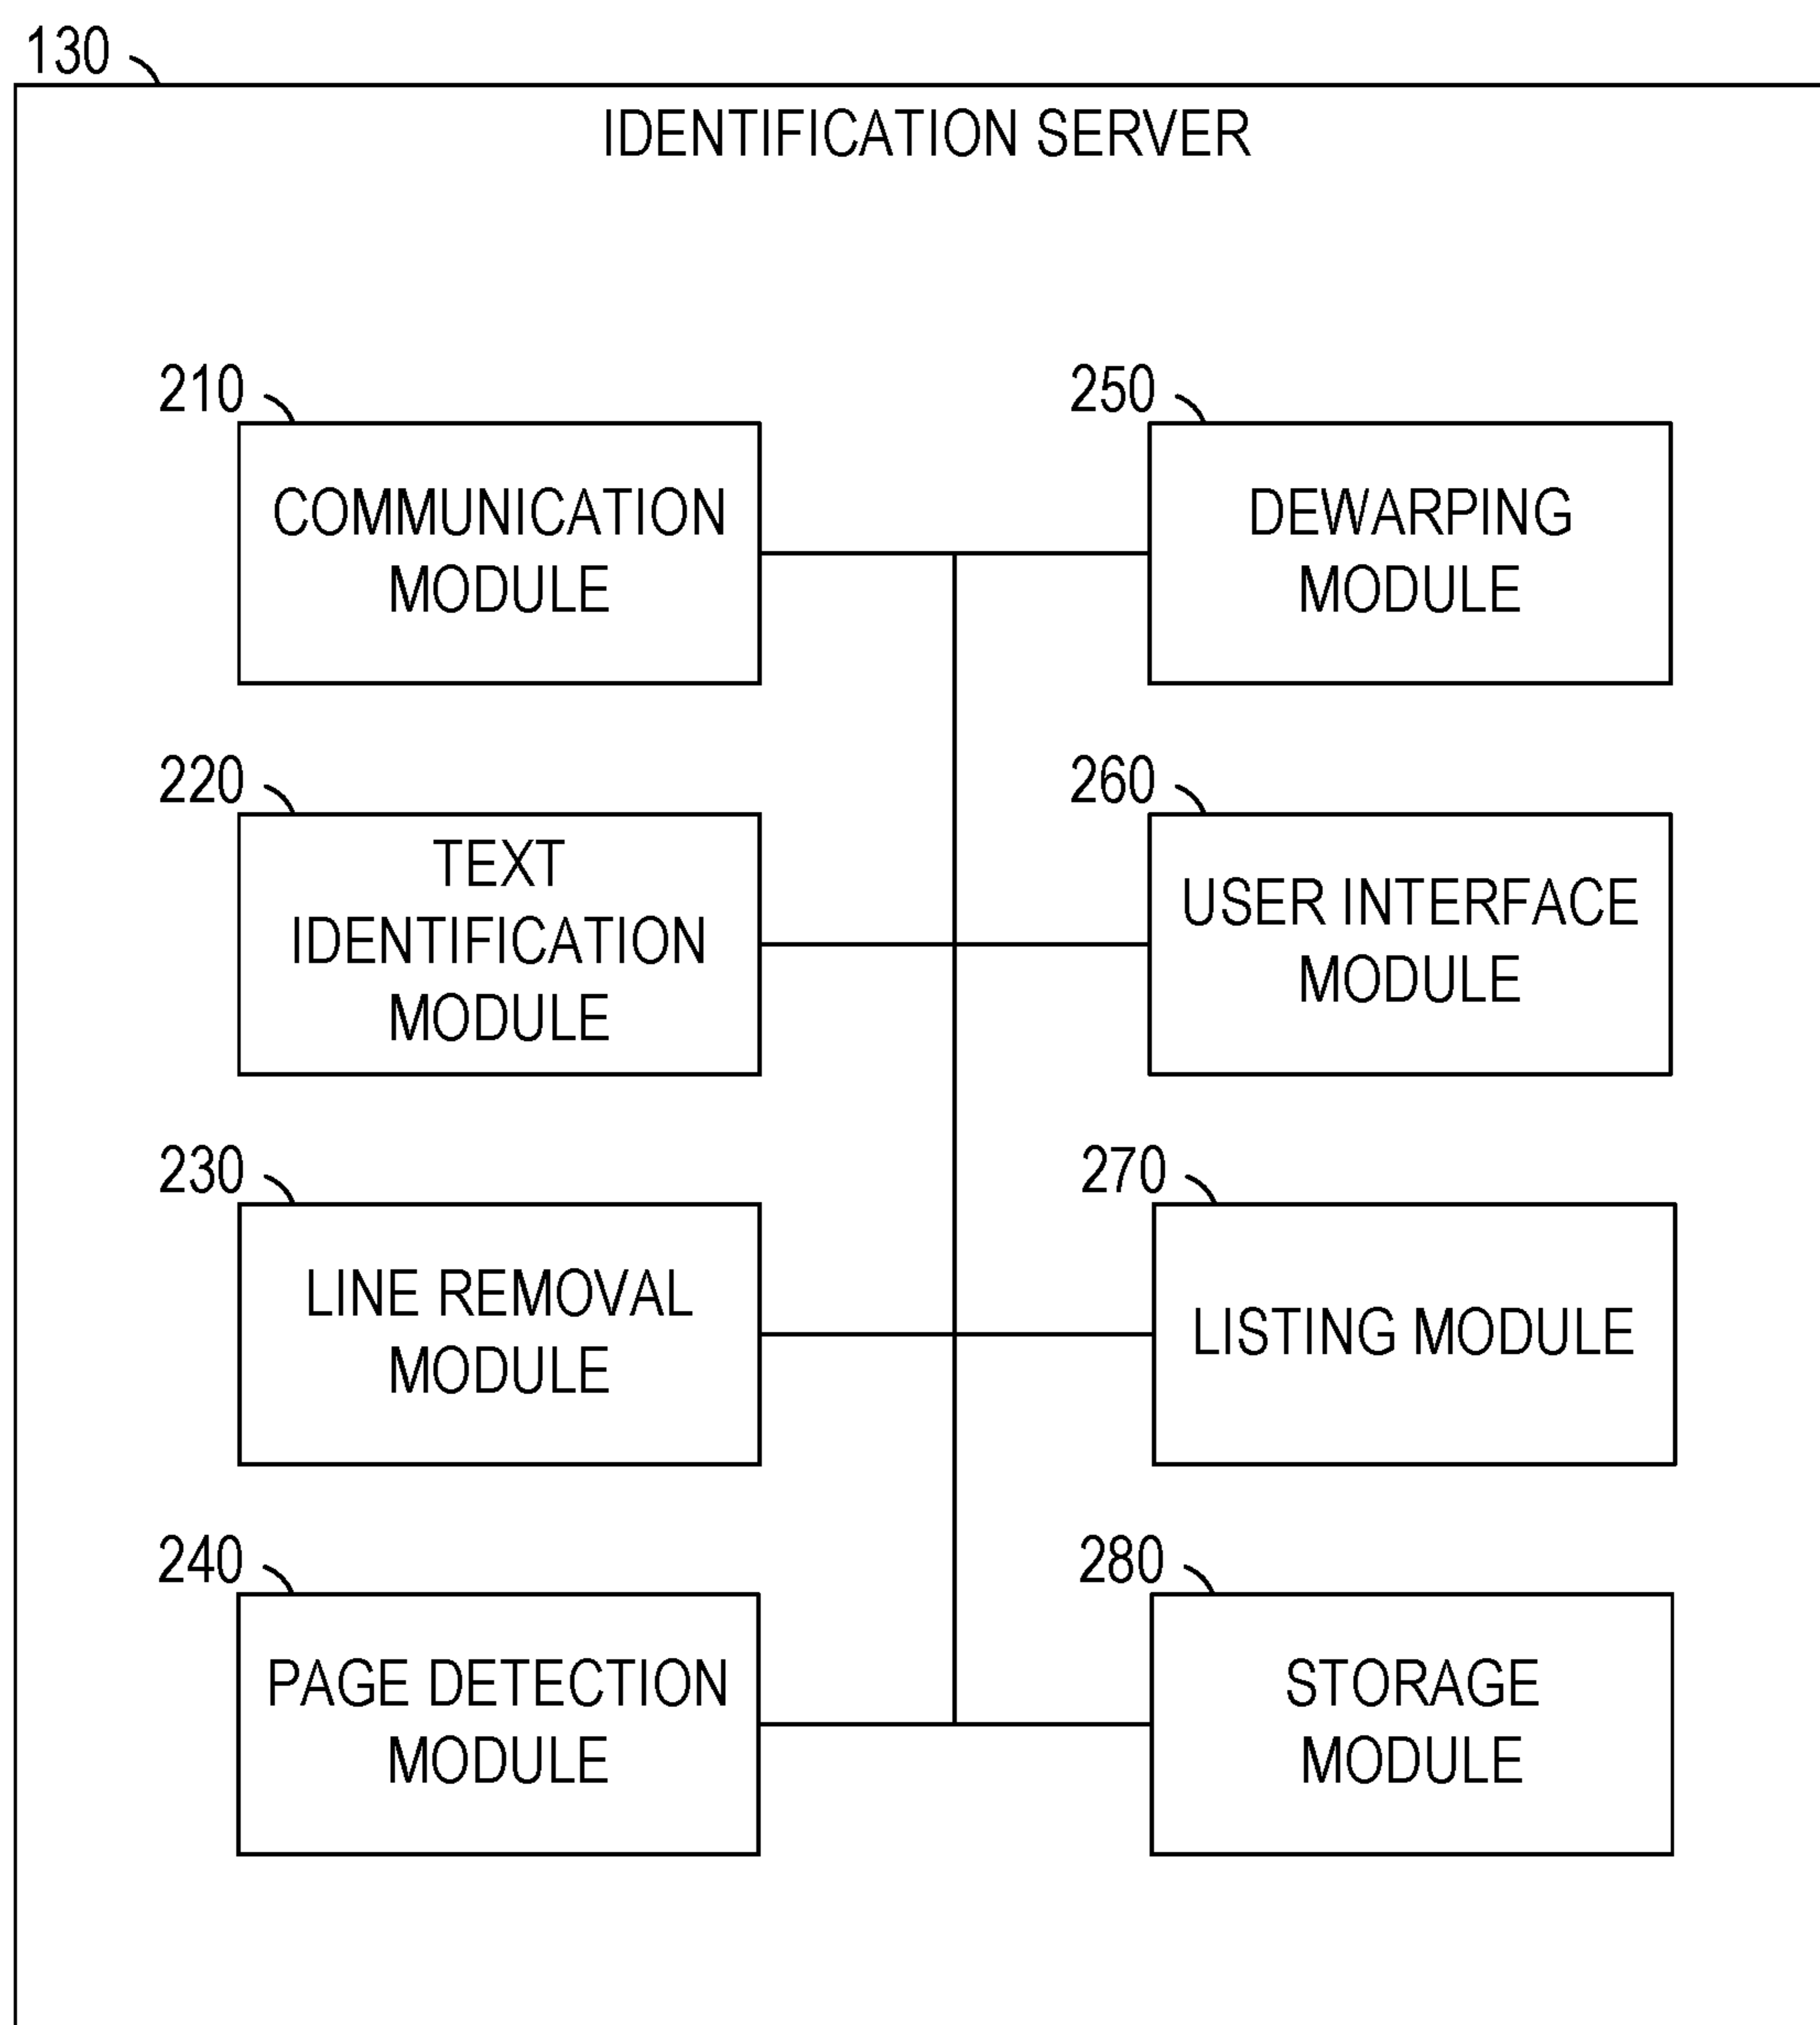 130
IDENTIFICATION SERVER
210
COMMUNICATION
MODULE
250
DEWARPING
MODULE
220
TEXT
IDENTIFICATION
MODULE
260
USER INTERFACE
MODULE
230
LINE REMOVAL
MODULE
270
LISTING MODULE
240
PAGE DETECTION
MODULE
280
STORAGE
MODULE